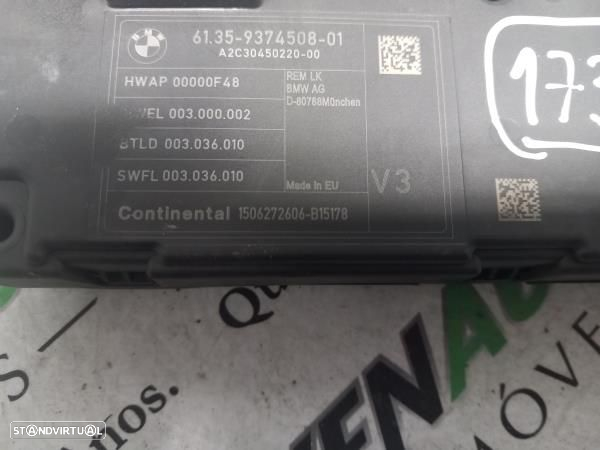 BMW
61.35-9374508-01
A2C30450220-00
HWAP 00000F48
REM LK
BMW AG
D-80788München
003.000.002
BTLD 003.036.010
SWFL 003.036.010
Made in EU
V3
Continental 1506272606-B15178
173
STANDVIRTUAL